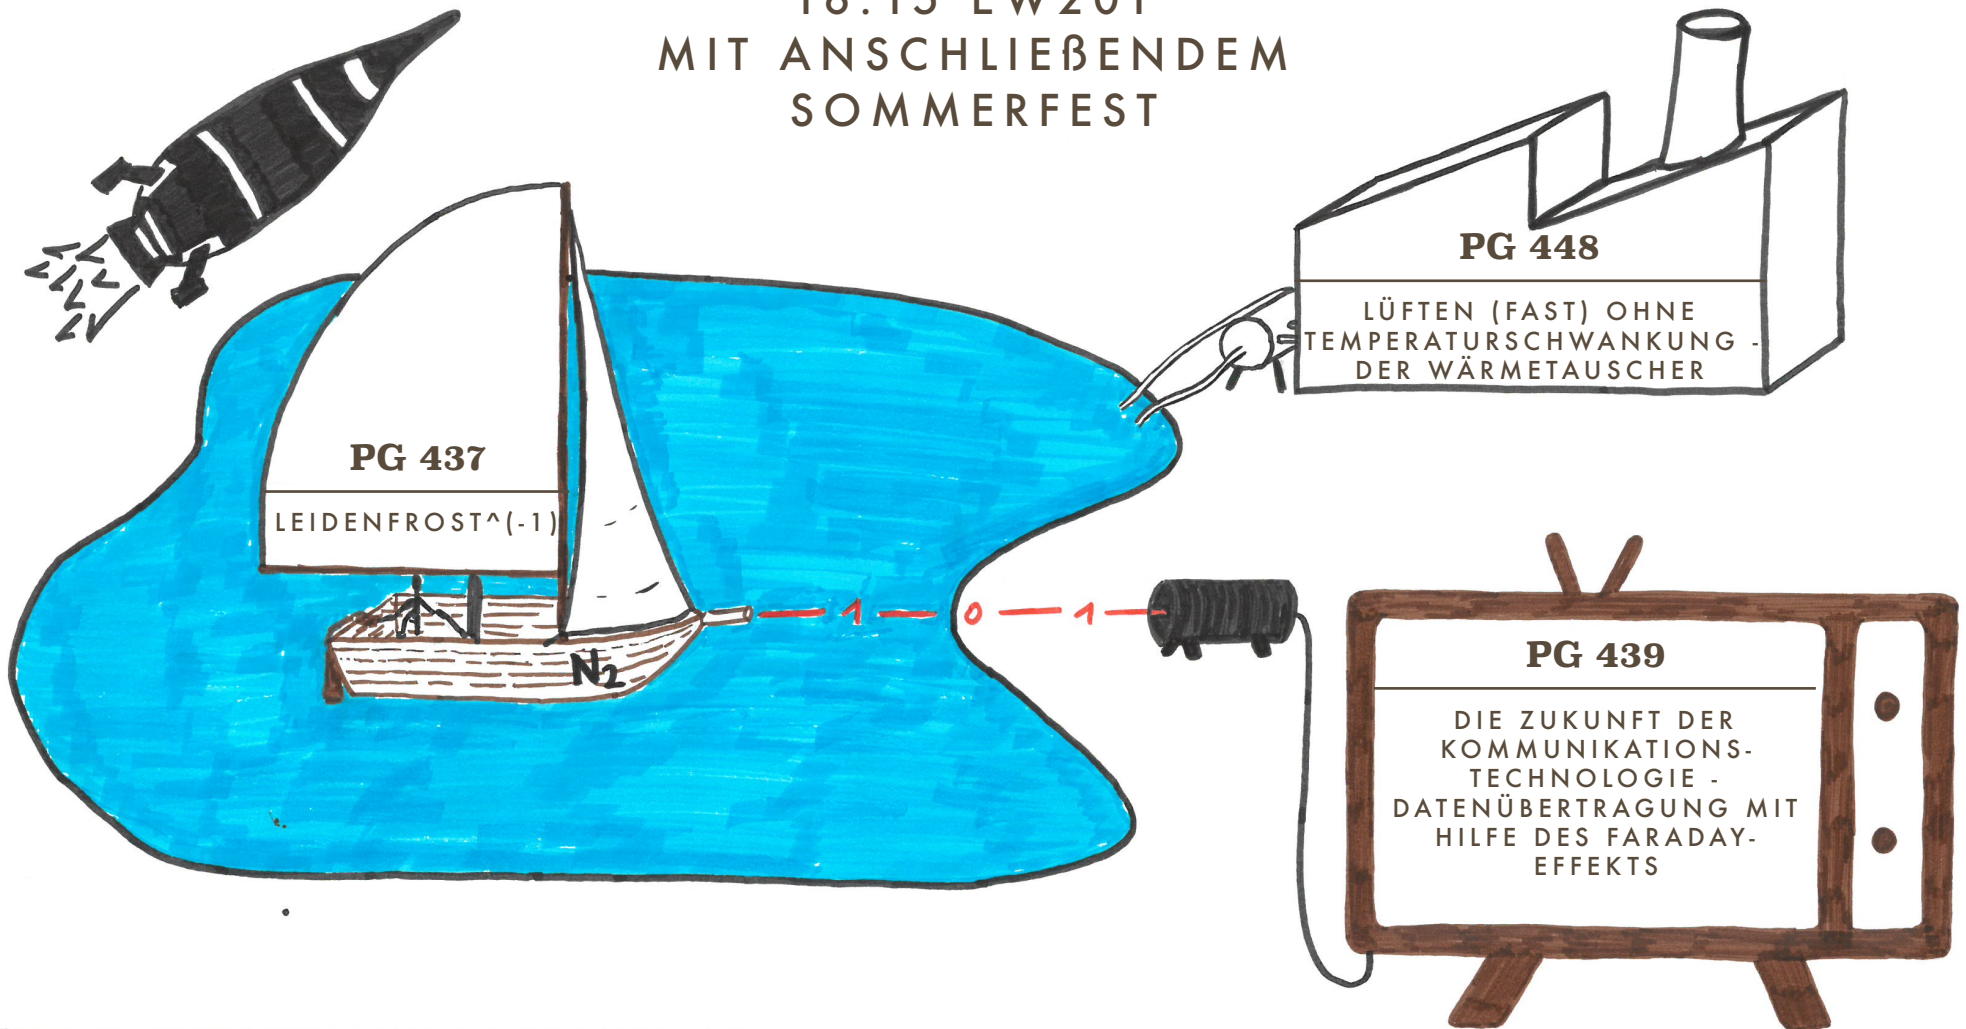 MIT ANSCHLIEßENDEM
SOMMERFEST
PG 448
LÜFTEN (FAST) OHNE
TEMPERATURSCHWANKUNG -
DER WÄRMETAUSCHER
PG 437
LEIDENFROST^(-1)
N2
1 0 1
PG 439
DIE ZUKUNFT DER
KOMMUNIKATIONS-
TECHNOLOGIE -
DATENÜBERTRAGUNG MIT
HILFE DES FARADAY-
EFFEKTS